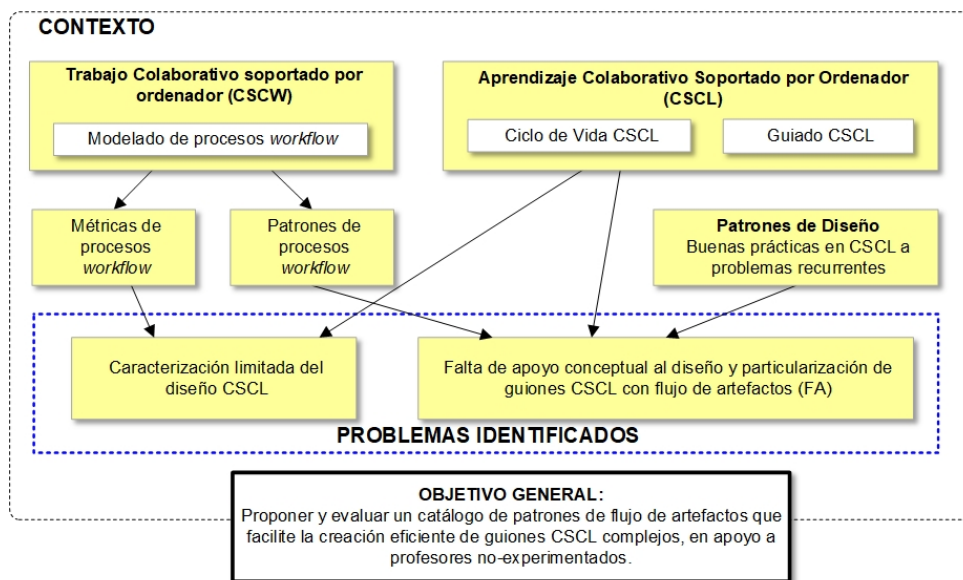 CONTEXTO
Trabajo Colaborativo soportado por
ordenador (CSCW)
Modelado de procesos workflow
Aprendizaje Colaborativo Soportado por Ordenador
(CSCL)
Ciclo de Vida CSCL
Guiado CSCL
Métricas de
procesos
workflow
Patrones de
procesos
workflow
Patrones de Diseño
Buenas prácticas en CSCL a
problemas recurrentes
Caracterización limitada del
diseño CSCL
Falta de apoyo conceptual al diseño y particularización de
guiones CSCL con flujo de artefactos (FA)
PROBLEMAS IDENTIFICADOS
OBJETIVO GENERAL:
Proponer y evaluar un catálogo de patrones de flujo de artefactos que
facilite la creación eficiente de guiones CSCL complejos, en apoyo a
profesores no-experimentados.